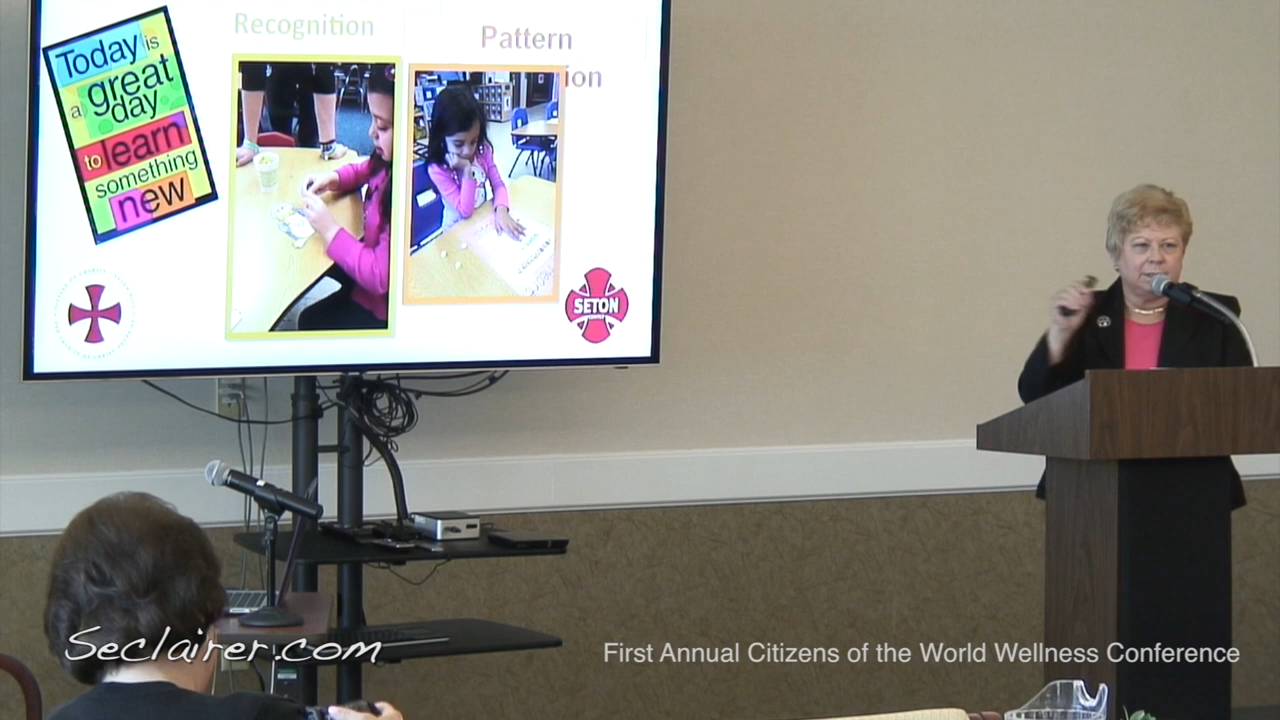 Today is
a great
day
to learn
something
new
Recognition
Pattern
ion
SETON
CENTER
Seclairer.com
First Annual Citizens of the World Wellness Conference